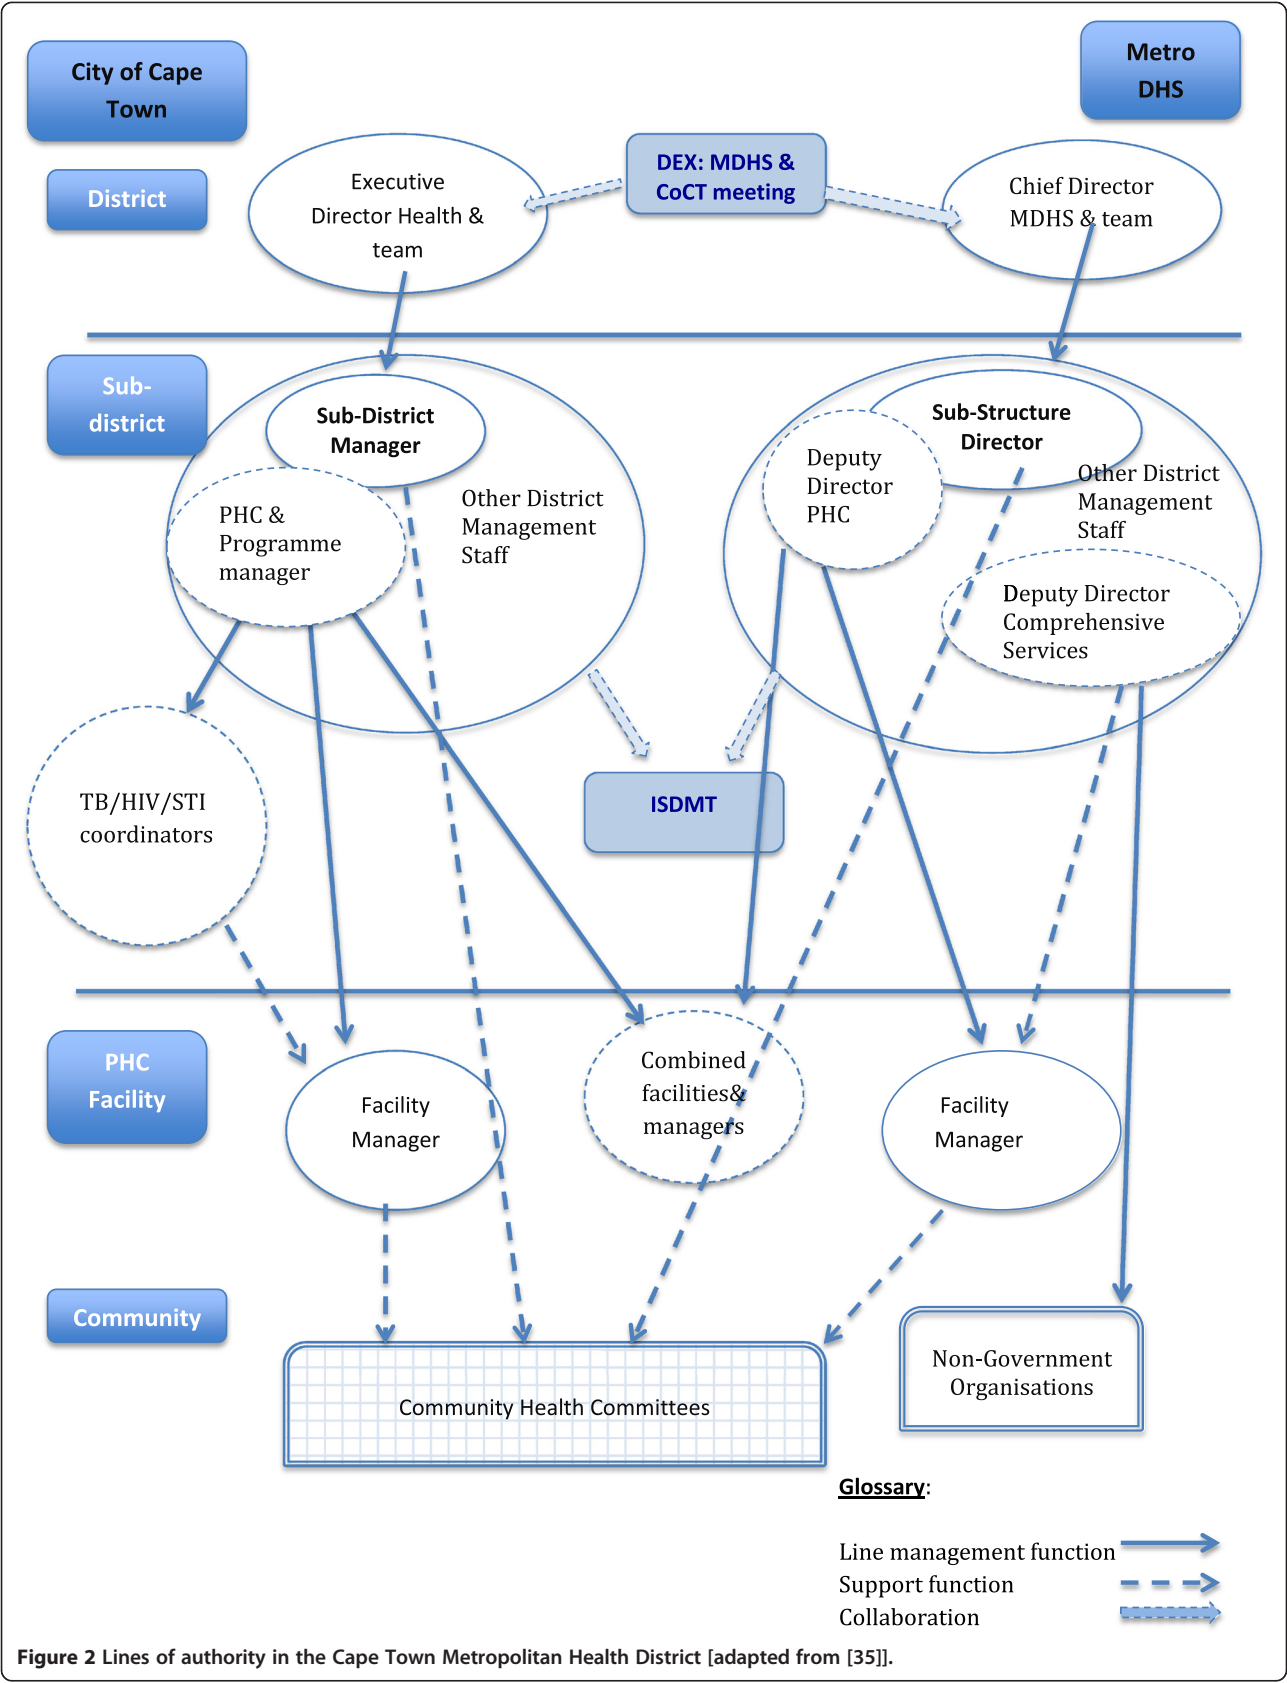 City of Cape
Town
Metro
DHS
District
Executive
Director Health &
team
DEX: MDHS &
CoCT meeting
Chief Director
MDHS & team
Sub-
district
Sub-District
Manager
PHC &
Programme
manager
Other District
Management
Staff
Sub-Structure
Director
Deputy
Director
PHC
Other District
Management
Staff
Deputy Director
Comprehensive
Services
TB/HIV/STI
coordinators
ISDMT
PHC
Facility
Facility
Manager
Combined
facilities&
managers
Facility
Manager
Community
Community Health Committees
Non-Government
Organisations
Glossary:
Line management function
Support function
Collaboration
Figure 2 Lines of authority in the Cape Town Metropolitan Health District [adapted from [35]].